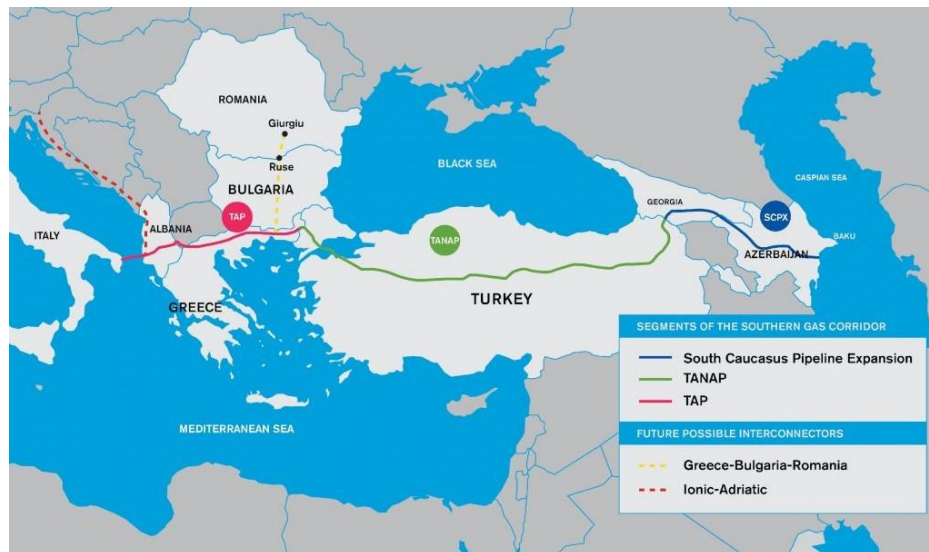 ROMANIA
Giurgiu
Ruse
BULGARIA
BLACK SEA
CASPIAN SEA
GEORGIA
SCPX
TAP
ALBANIA
ITALY
TANAP
BAKU
AZERBAIJAN
TURKEY
GREECE
MEDITERRANEAN SEA
SEGMENTS OF THE SOUTHERN GAS CORRIDOR
South Caucasus Pipeline Expansion
TANAP
TAP
FUTURE POSSIBLE INTERCONNECTORS
Greece-Bulgaria-Romania
Ionic-Adriatic